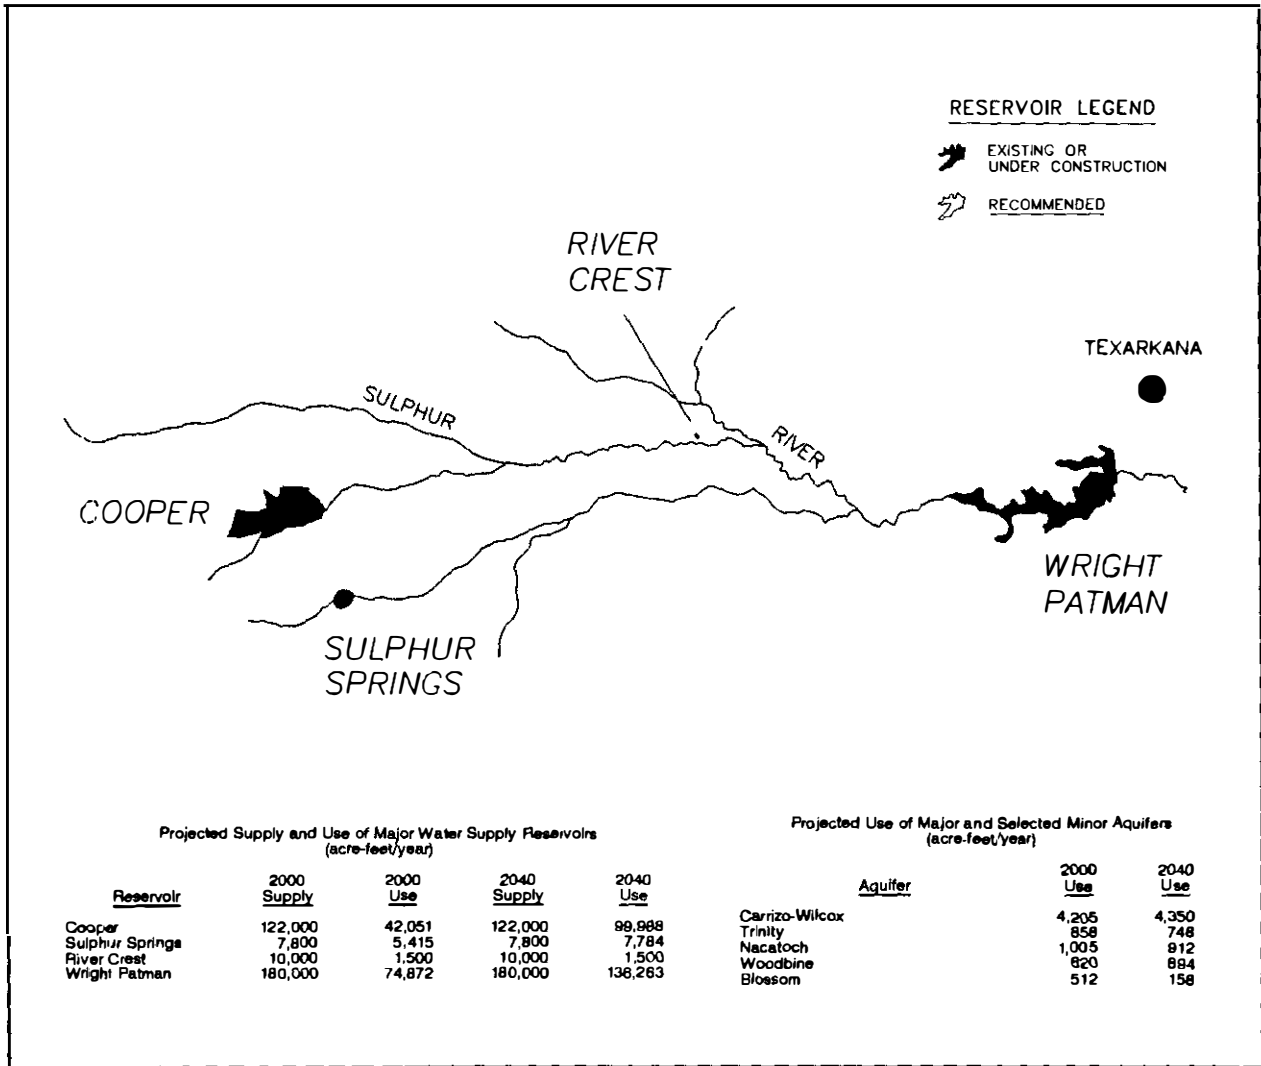 RESERVOIR LEGEND
EXISTING OR
UNDER CONSTRUCTION
RECOMMENDED
RIVER
CREST
TEXARKANA
SULPHUR
RIVER
COOPER
WRIGHT
PATMAN
SULPHUR
SPRINGS
Projected Supply and Use of Major Water Supply Reservoirs
(acre-feet/year)
2000 2000 2040 2040
Reservoir Supply Use Supply Use
Cooper 122,000 42,051 122,000 99,988
Sulphur Springs 7,800 5,415 7,800 7,784
River Crest 10,000 1,500 10,000 1,500
Wright Patman 180,000 74,872 180,000 138,263
Projected Use of Major and Selected Minor Aquifers
(acre-feet/year)
2000 2040
Aquifer Use Use
Carrizo-Wilcox 4,205 4,350
Trinity 858 748
Nacatoch 1,005 912
Woodbine 820 894
Blossom 512 158